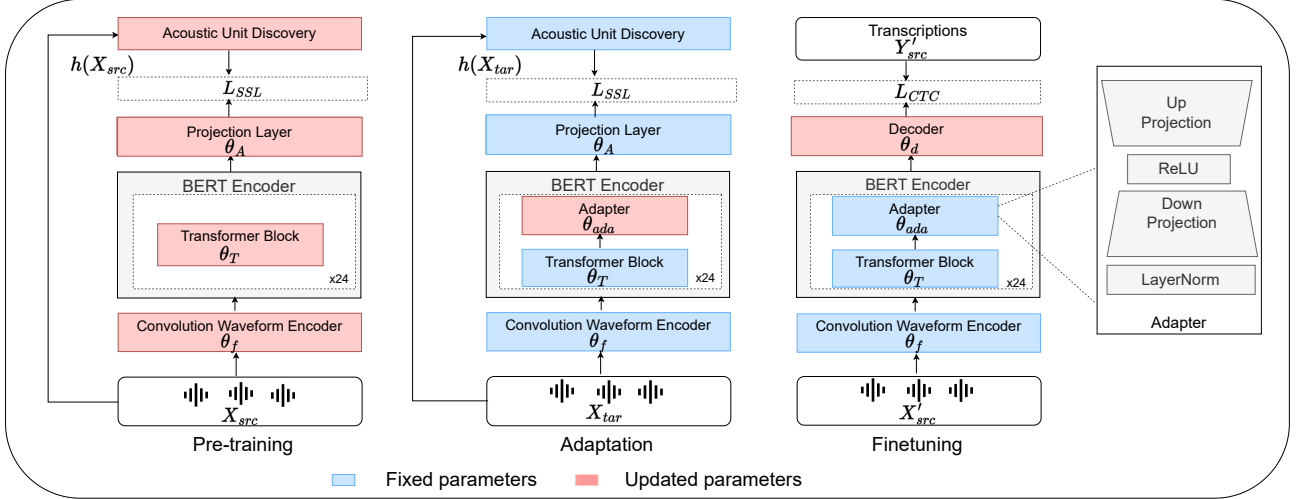 Acoustic Unit Discovery
h(X_src)
L_SSL
Projection Layer
θ_A
BERT Encoder
Transformer Block
θ_T
x24
Convolution Waveform Encoder
θ_f
X_src
Pre-training
Acoustic Unit Discovery
h(X_tar)
L_SSL
Projection Layer
θ_A
BERT Encoder
Adapter
θ_ada
Transformer Block
θ_T
x24
Convolution Waveform Encoder
θ_f
X_tar
Adaptation
Transcriptions
Y'_src
L_CTC
Decoder
θ_d
BERT Encoder
Adapter
θ_ada
Transformer Block
θ_T
x24
Convolution Waveform Encoder
θ_f
X'_src
Finetuning
Up
Projection
ReLU
Down
Projection
LayerNorm
Adapter
Fixed parameters
Updated parameters